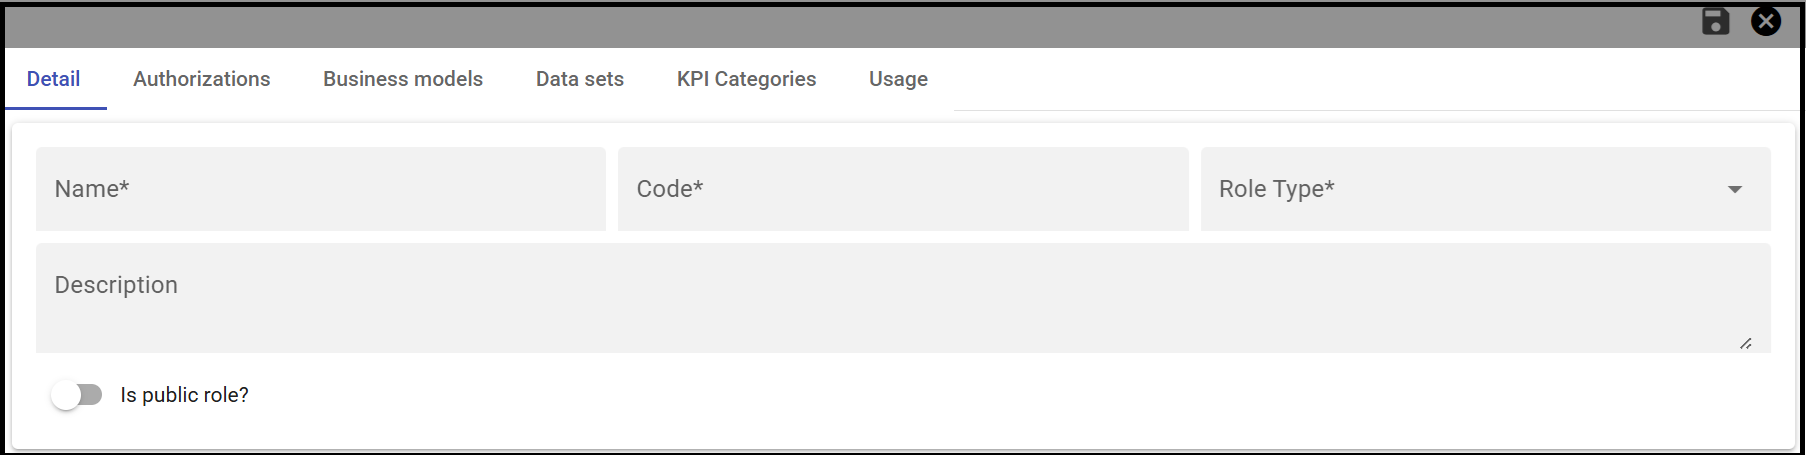 Detail Authorizations Business models Data sets KPI Categories Usage
Name* Code* Role Type*
Description
Is public role?